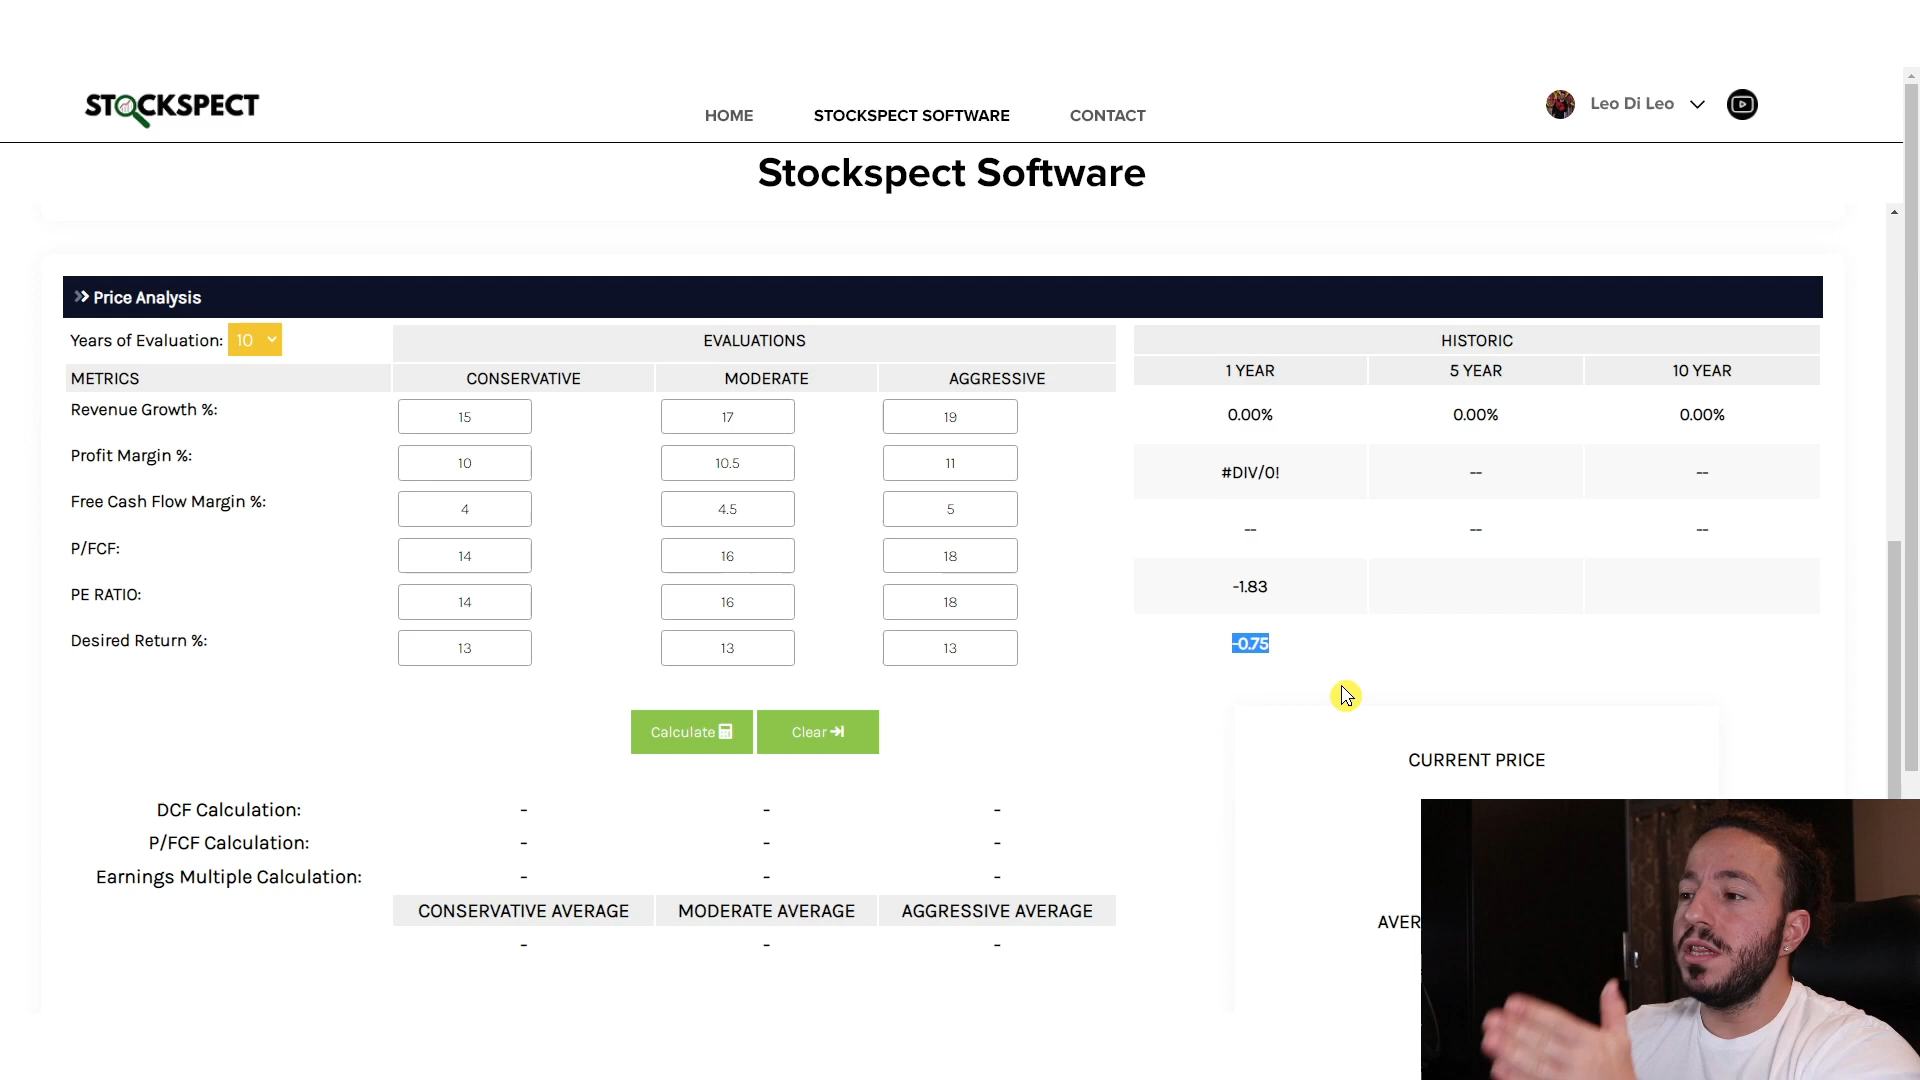 STOCKSPECT
HOME
STOCKSPECT SOFTWARE
CONTACT
Leo Di Leo
Stockspect Software
Price Analysis
Years of Evaluation: 10
EVALUATIONS
HISTORIC
METRICS
CONSERVATIVE
MODERATE
AGGRESSIVE
1 YEAR
5 YEAR
10 YEAR
Revenue Growth %: 15 17 19 0.00% 0.00% 0.00%
Profit Margin %: 10 10.5 11 #DIV/0! -- --
Free Cash Flow Margin %: 4 4.5 5 -- -- --
P/FCF: 14 16 18 -1.83
PE RATIO: 14 16 18 -0.75
Desired Return %: 13 13 13
Calculate
Clear
CURRENT PRICE
DCF Calculation: - - -
P/FCF Calculation: - - -
Earnings Multiple Calculation: - - -
CONSERVATIVE AVERAGE MODERATE AVERAGE AGGRESSIVE AVERAGE
- - -
AVER